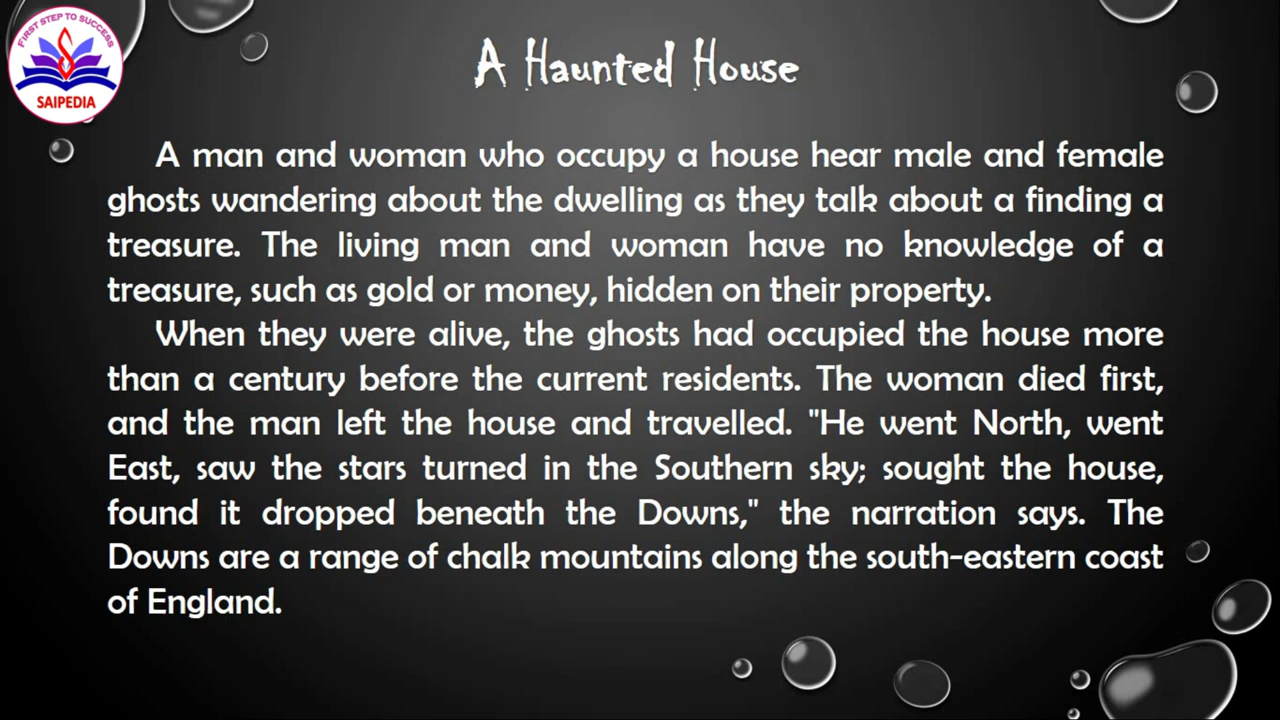 FIRST STEP TO SUCCESS
SAIPEDIA
A Haunted House
A man and woman who occupy a house hear male and female
ghosts wandering about the dwelling as they talk about a finding a
treasure. The living man and woman have no knowledge of a
treasure, such as gold or money, hidden on their property.
When they were alive, the ghosts had occupied the house more
than a century before the current residents. The woman died first,
and the man left the house and travelled. "He went North, went
East, saw the stars turned in the Southern sky; sought the house,
found it dropped beneath the Downs," the narration says. The
Downs are a range of chalk mountains along the south-eastern coast
of England.